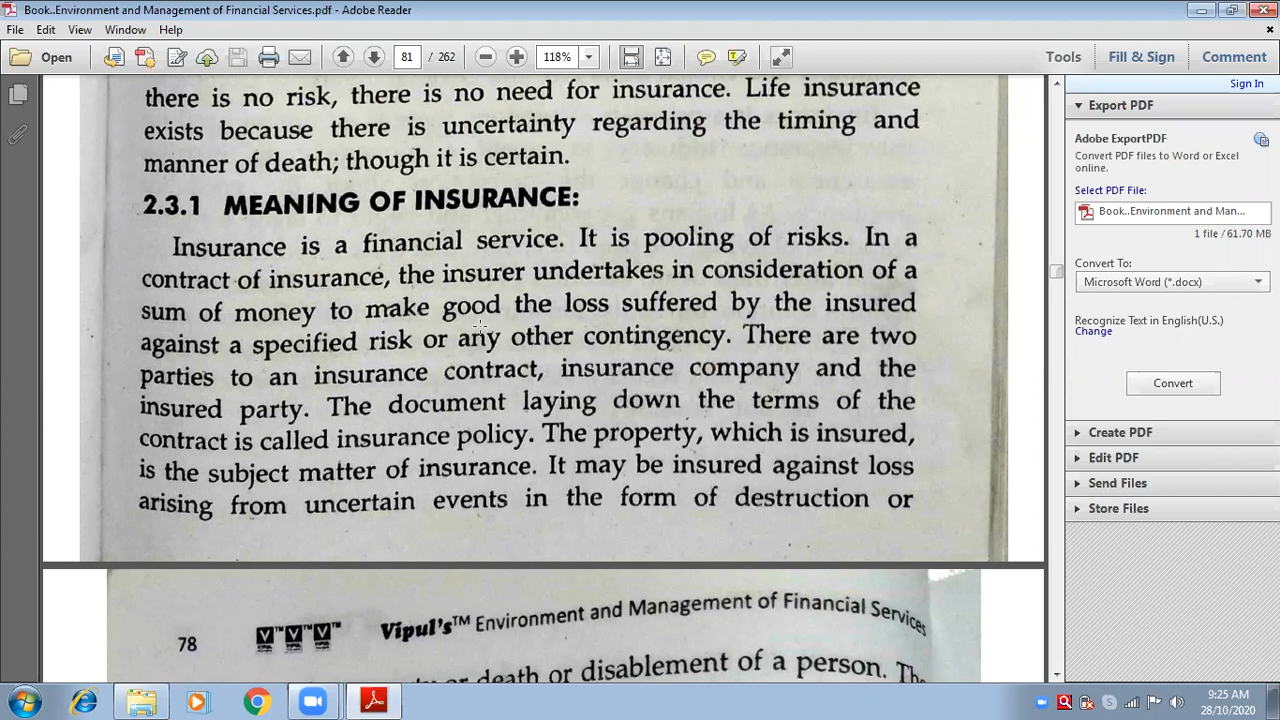 Book..Environment and Management of Financial Services.pdf - Adobe Reader
File Edit View Window Help
Open 81 / 262 118% Tools Fill & Sign Comment
Sign In
there is no risk, there is no need for insurance. Life insurance
exists because there is uncertainty regarding the timing and
manner of death; though it is certain.
2.3.1 MEANING OF INSURANCE:
Insurance is a financial service. It is pooling of risks. In a
contract of insurance, the insurer undertakes in consideration of a
sum of money to make good the loss suffered by the insured
against a specified risk or any other contingency. There are two
parties to an insurance contract, insurance company and the
insured party. The document laying down the terms of the
contract is called insurance policy. The property, which is insured,
is the subject matter of insurance. It may be insured against loss
arising from uncertain events in the form of destruction or
78 Vipul's™ Environment and Management of Financial Services
or death or disablement of a person. The
Export PDF
Adobe ExportPDF
Convert PDF files to Word or Excel
online.
Select PDF File:
Book..Environment and Man...
1 file / 61.70 MB
Convert To:
Microsoft Word (*.docx)
Recognize Text in English(U.S.)
Change
Convert
Create PDF
Edit PDF
Send Files
Store Files
9:25 AM
28/10/2020